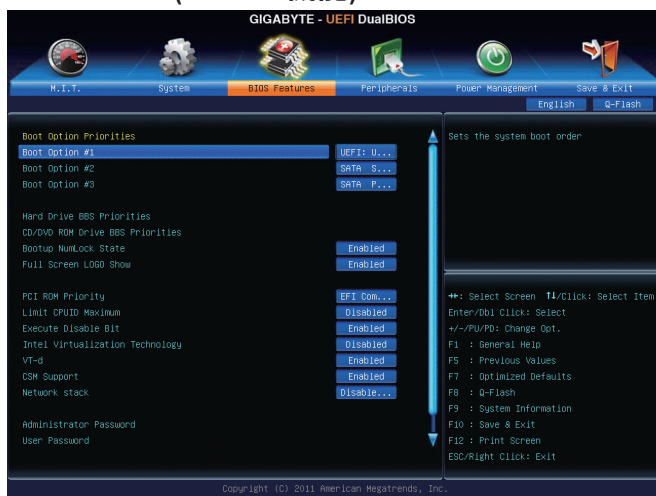 GIGABYTE - UEFI DualBIOS
M.I.T. System BIOS Features Peripherals Power Management Save & Exit
English Q-Flash
Boot Option Priorities
Boot Option #1 UEFI: U...
Boot Option #2 SATA S...
Boot Option #3 SATA P...
Hard Drive BBS Priorities
CD/DVD ROM Drive BBS Priorities
Bootup NumLock State Enabled
Full Screen LOGO Show Enabled
PCI ROM Priority EFI Com...
Limit CPUID Maximum Disabled
Execute Disable Bit Enabled
Intel Virtualization Technology Disabled
VT-d Enabled
CSM Support Enabled
Network stack Disable...
Administrator Password
User Password
Sets the system boot order
→←: Select Screen ↑↓/Click: Select Item
Enter/Dbl Click: Select
+/-/PU/PD: Change Opt.
F1 : General Help
F5 : Previous Values
F7 : Optimized Defaults
F8 : Q-Flash
F9 : System Information
F10 : Save & Exit
F12 : Print Screen
ESC/Right Click: Exit
Copyright (C) 2011 American Megatrends, Inc.